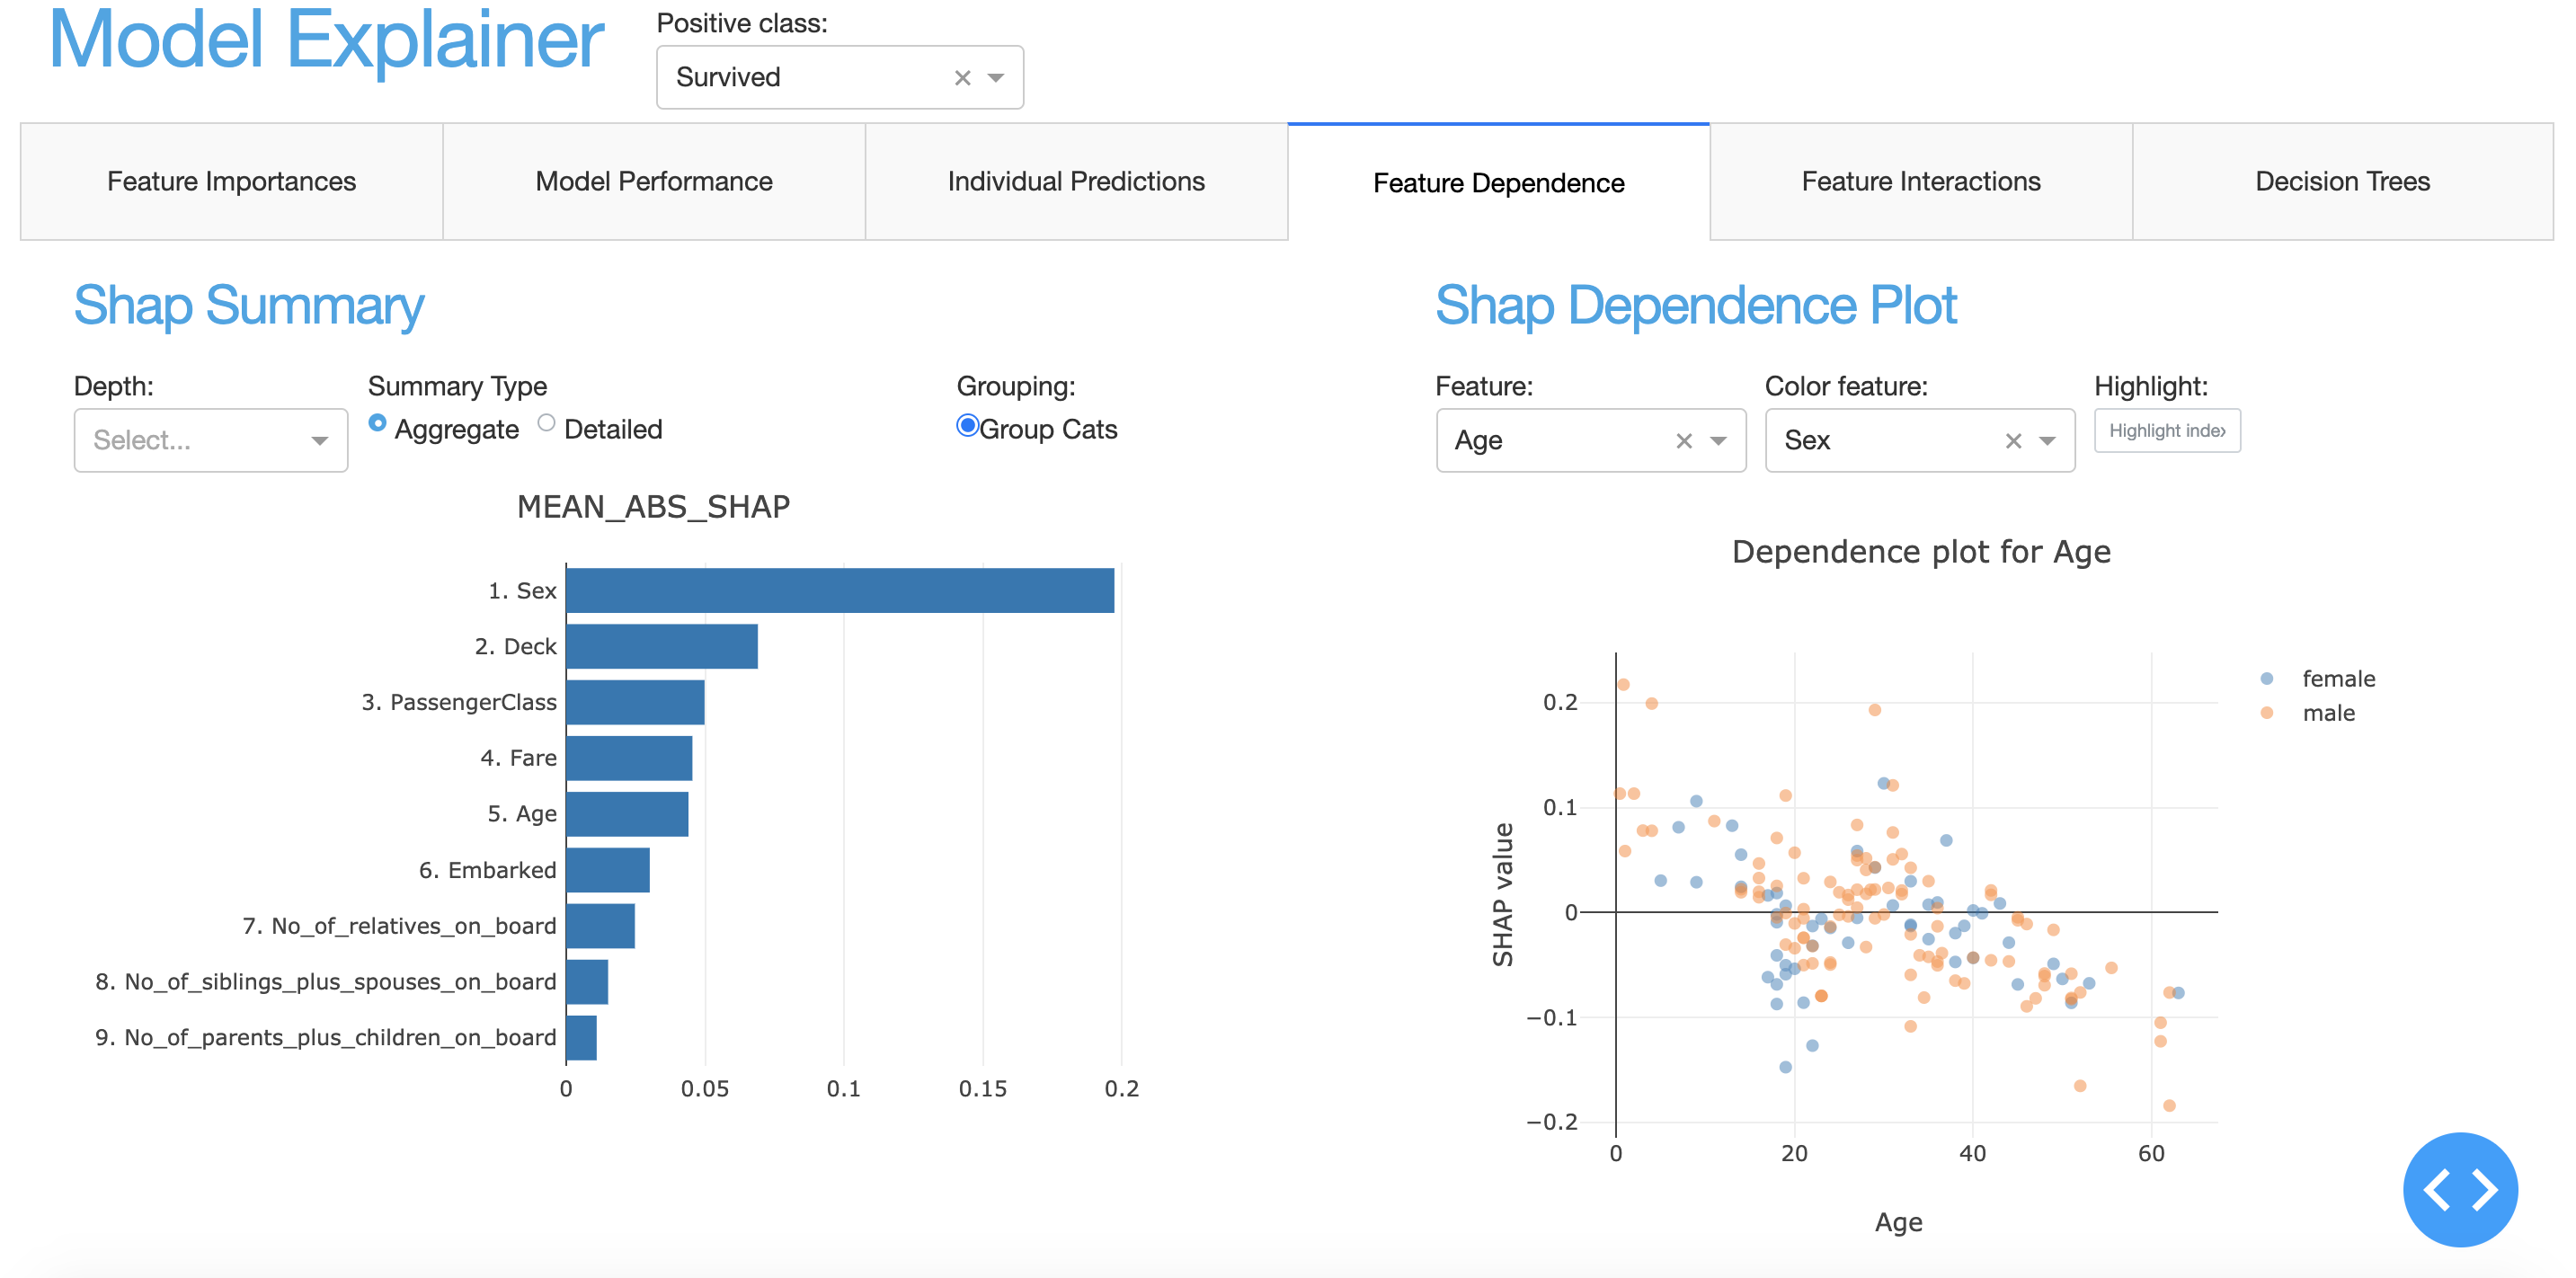 Model Explainer
Positive class:
Survived
Feature Importances
Model Performance
Individual Predictions
Feature Dependence
Feature Interactions
Decision Trees
Shap Summary
Depth:
Select...
Summary Type
Aggregate
Detailed
Grouping:
Group Cats
MEAN_ABS_SHAP
1. Sex
2. Deck
3. PassengerClass
4. Fare
5. Age
6. Embarked
7. No_of_relatives_on_board
8. No_of_siblings_plus_spouses_on_board
9. No_of_parents_plus_children_on_board
0
0.05
0.1
0.15
0.2
Shap Dependence Plot
Feature:
Age
Color feature:
Sex
Highlight:
Highlight
Dependence plot for Age
SHAP value
0.2
0.1
0
−0.1
−0.2
0
20
40
60
Age
female
male